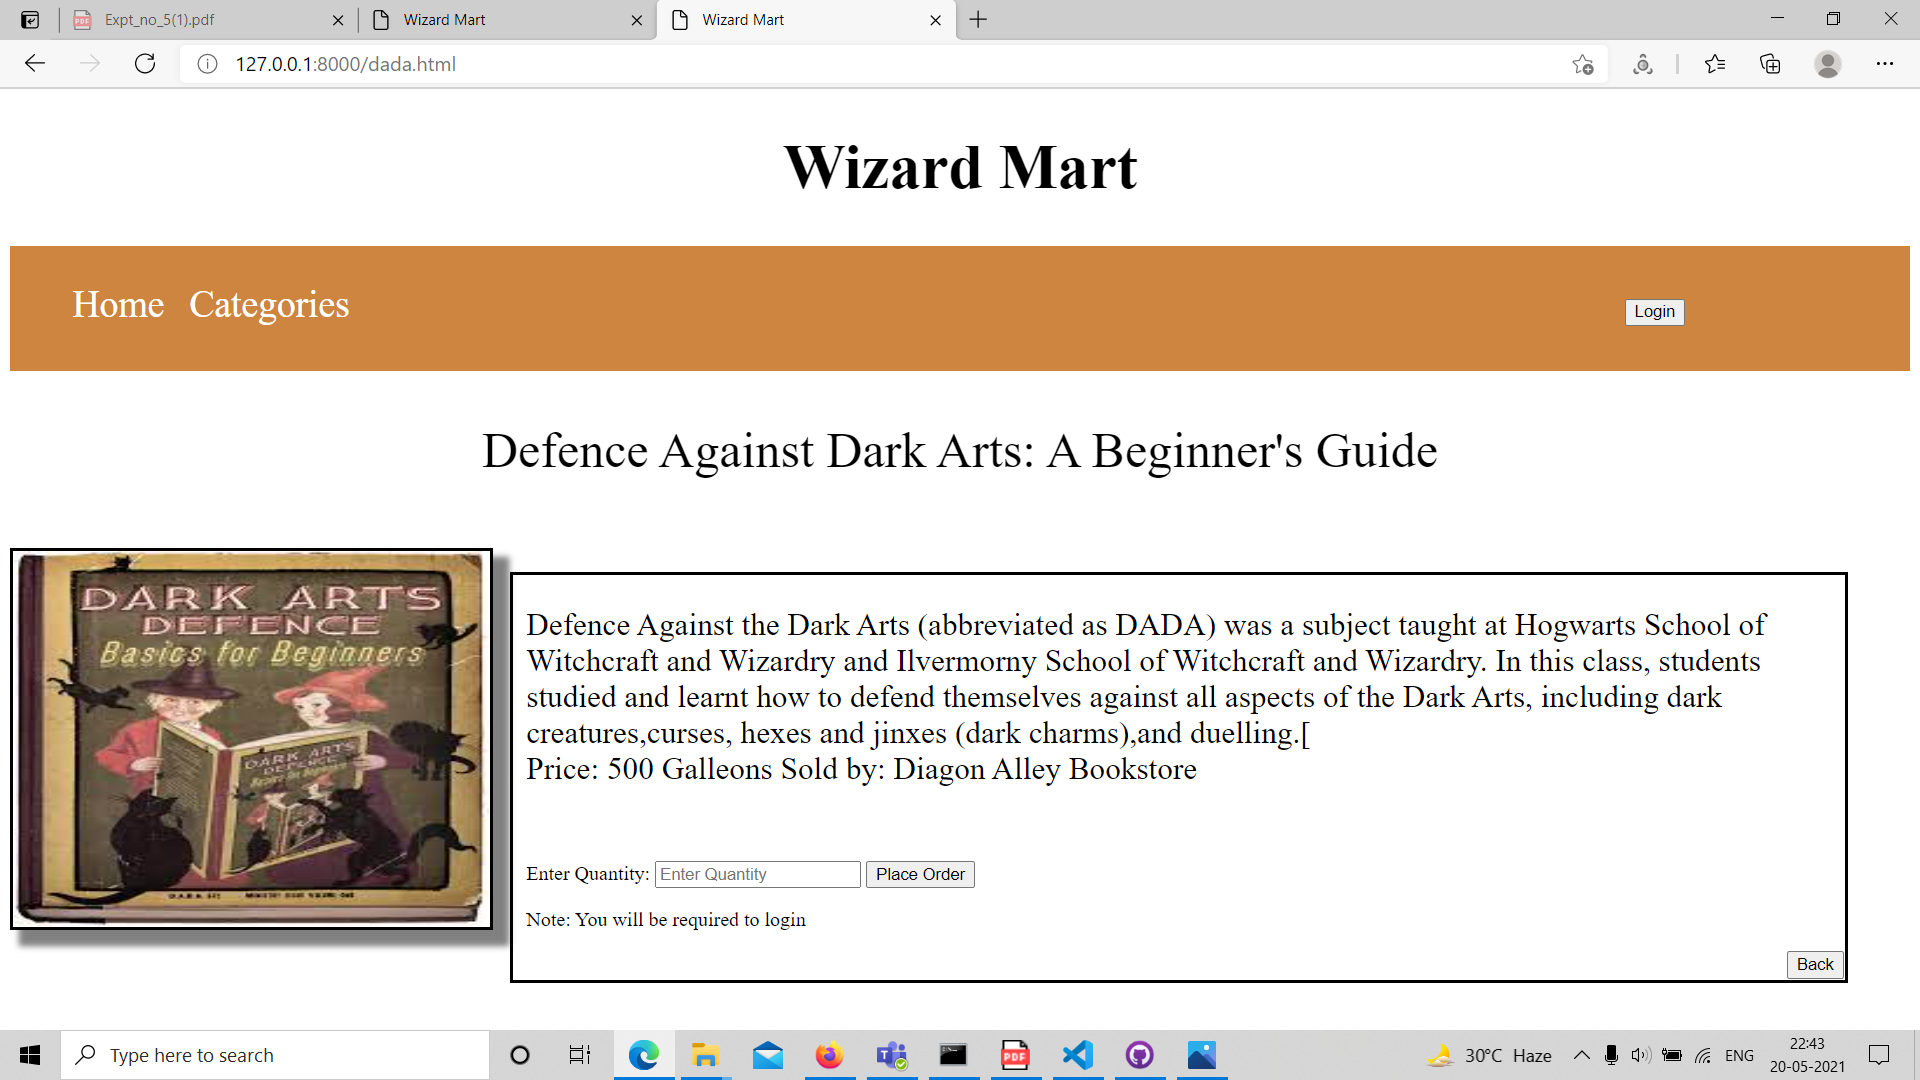 Expt_no_5(1).pdf
Wizard Mart
Wizard Mart
127.0.0.1:8000/dada.html
Wizard Mart
Home Categories
Login
Defence Against Dark Arts: A Beginner's Guide
DARK ARTS
DEFENCE
Basics for Beginners
DARK ARTS
DEFENCE
Defence Against the Dark Arts (abbreviated as DADA) was a subject taught at Hogwarts School of
Witchcraft and Wizardry and Ilvermorny School of Witchcraft and Wizardry. In this class, students
studied and learnt how to defend themselves against all aspects of the Dark Arts, including dark
creatures,curses, hexes and jinxes (dark charms),and duelling.[
Price: 500 Galleons Sold by: Diagon Alley Bookstore
Enter Quantity: Enter Quantity Place Order
Note: You will be required to login
Back
Type here to search
30°C Haze
ENG
22:43
20-05-2021